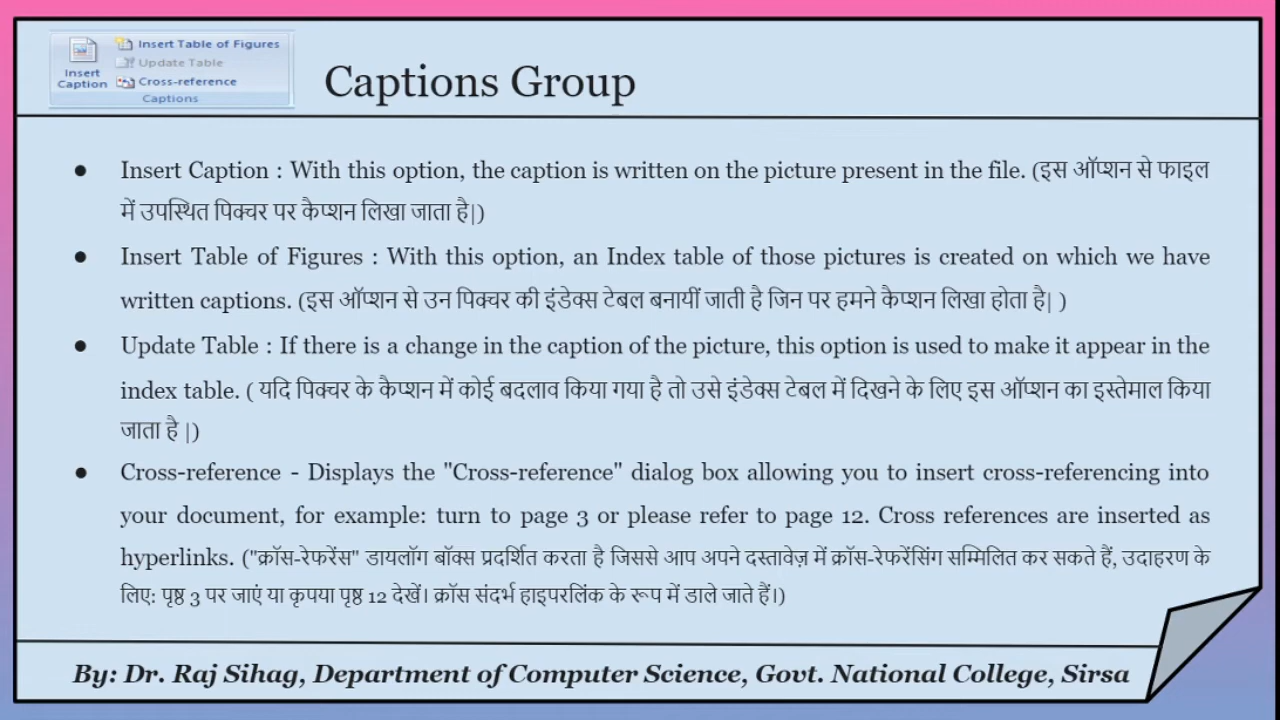 Insert Caption
Insert Table of Figures
Update Table
Cross-reference
Captions
Captions Group
● Insert Caption : With this option, the caption is written on the picture present in the file. (इस ऑप्शन से फाइल
में उपस्थित पिक्चर पर कैप्शन लिखा जाता है|)
● Insert Table of Figures : With this option, an Index table of those pictures is created on which we have
written captions. (इस ऑप्शन से उन पिक्चर की इंडेक्स टेबल बनायीं जाती है जिन पर हमने कैप्शन लिखा होता है| )
● Update Table : If there is a change in the caption of the picture, this option is used to make it appear in the
index table. ( यदि पिक्चर के कैप्शन में कोई बदलाव किया गया है तो उसे इंडेक्स टेबल में दिखने के लिए इस ऑप्शन का इस्तेमाल किया
जाता है |)
● Cross-reference - Displays the "Cross-reference" dialog box allowing you to insert cross-referencing into
your document, for example: turn to page 3 or please refer to page 12. Cross references are inserted as
hyperlinks. ("क्रॉस-रेफरेंस" डायलॉग बॉक्स प्रदर्शित करता है जिससे आप अपने दस्तावेज़ में क्रॉस-रेफरेंसिंग सम्मिलित कर सकते हैं, उदाहरण के
लिए: पृष्ठ 3 पर जाएं या कृपया पृष्ठ 12 देखें। क्रॉस संदर्भ हाइपरलिंक के रूप में डाले जाते हैं।)
By: Dr. Raj Sihag, Department of Computer Science, Govt. National College, Sirsa